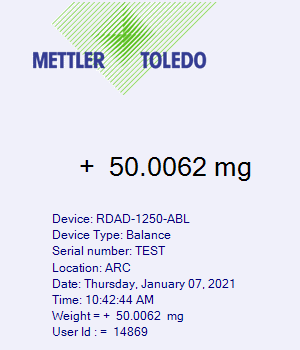 METTLER TOLEDO
+ 50.0062 mg
Device: RDAD-1250-ABL
Device Type: Balance
Serial number: TEST
Location: ARC
Date: Thursday, January 07, 2021
Time: 10:42:44 AM
Weight = + 50.0062 mg
User Id : = 14869